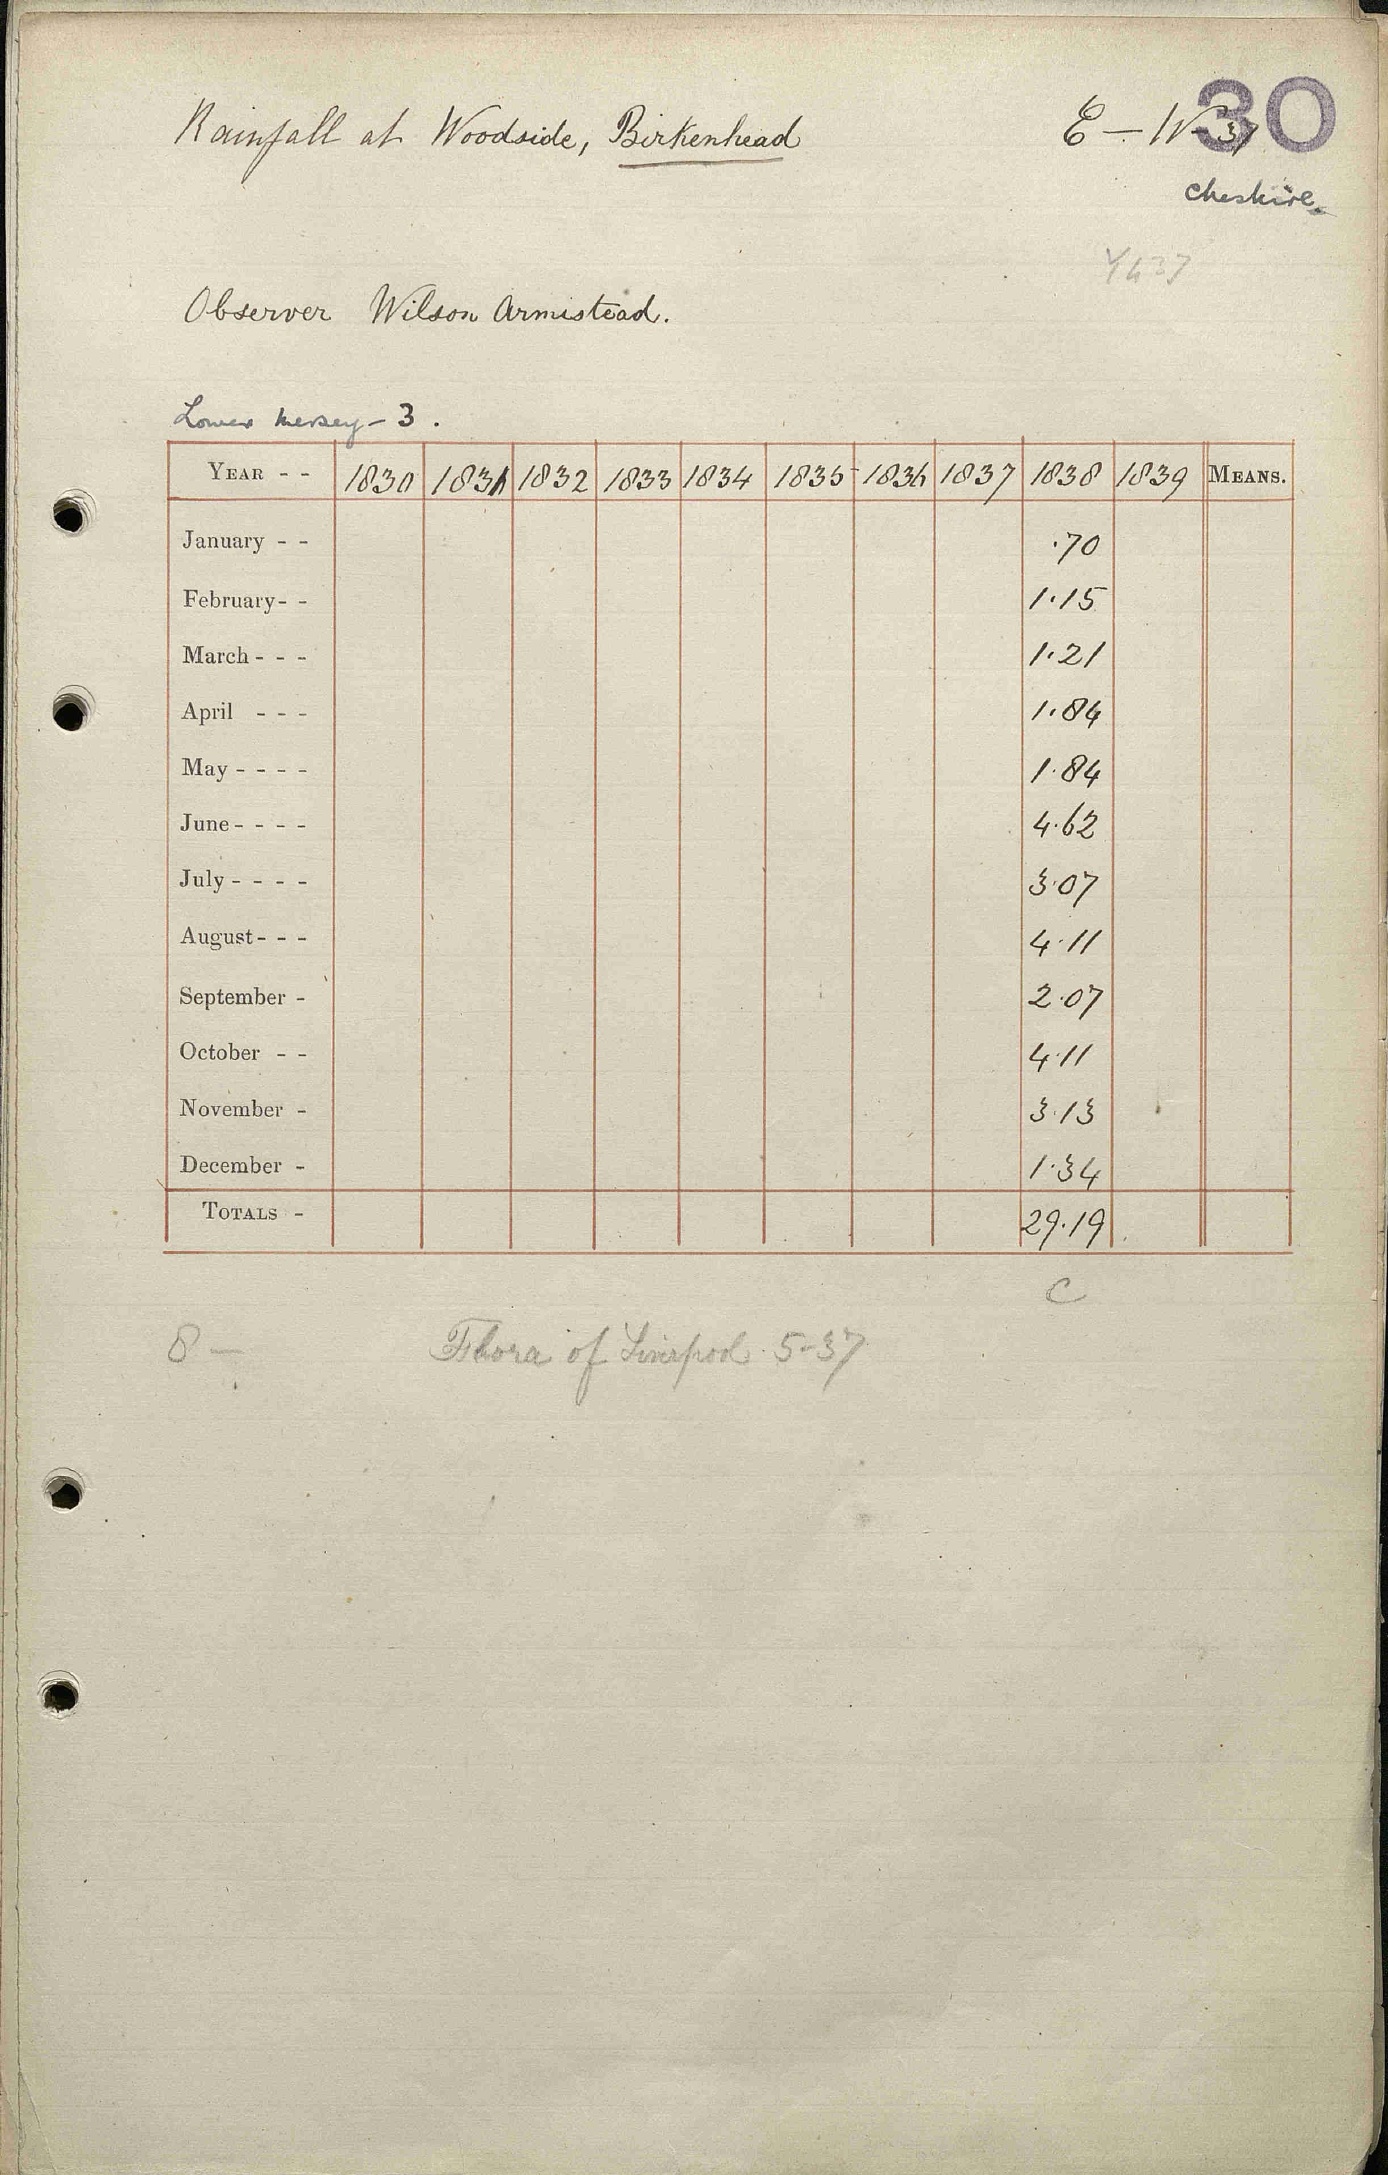 30
Rainfall at Woodside, Birkenhead
Cheshire
Observer Wilson Armistead.
Lower Mersey - 3.
YEAR - - 1830 1831 1832 1833 1834 1835 1836 1837 1838 1839 MEANS.
January - - .70
February - - 1.15
March - - - 1.21
April - - - 1.84
May - - - - 1.84
June - - - - 4.62
July - - - - 3.07
August - - - 4.11
September - 2.07
October - - 4.11
November - 3.13
December - 1.34
TOTALS - 29.19
C
8 — Flora of Liverpool 5-37